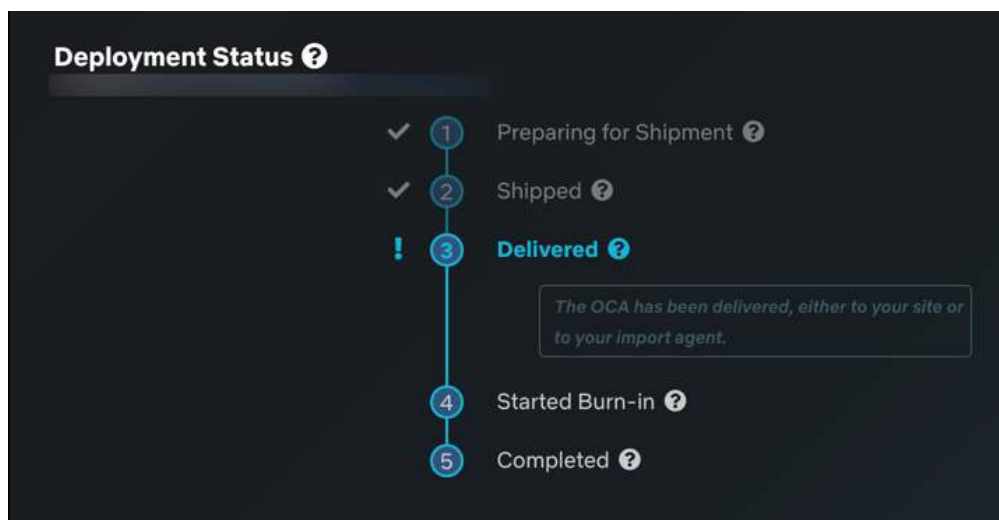 Deployment Status ?
1 Preparing for Shipment ?
2 Shipped ?
! 3 Delivered ?
The OCA has been delivered, either to your site or
to your import agent.
4 Started Burn-in ?
5 Completed ?